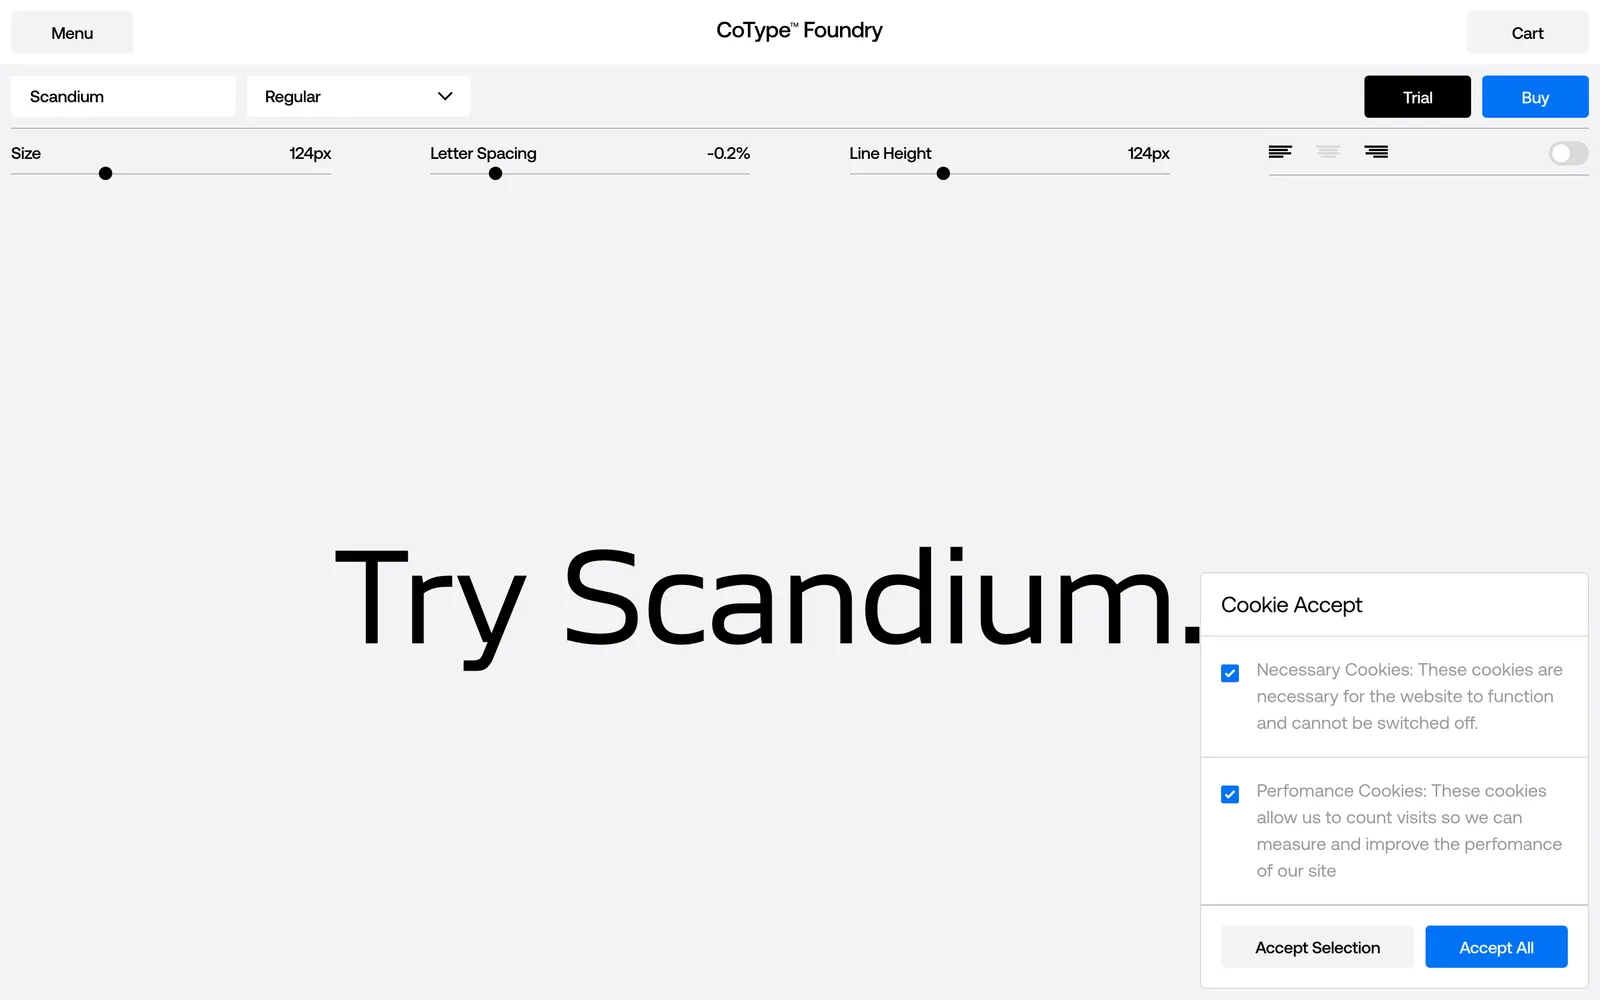 Menu
CoType™ Foundry
Cart
Scandium
Regular
Trial
Buy
Size
124px
Letter Spacing
-0.2%
Line Height
124px
Try Scandium.
Cookie Accept
Necessary Cookies: These cookies are
necessary for the website to function
and cannot be switched off.
Perfomance Cookies: These cookies
allow us to count visits so we can
measure and improve the perfomance
of our site
Accept Selection
Accept All